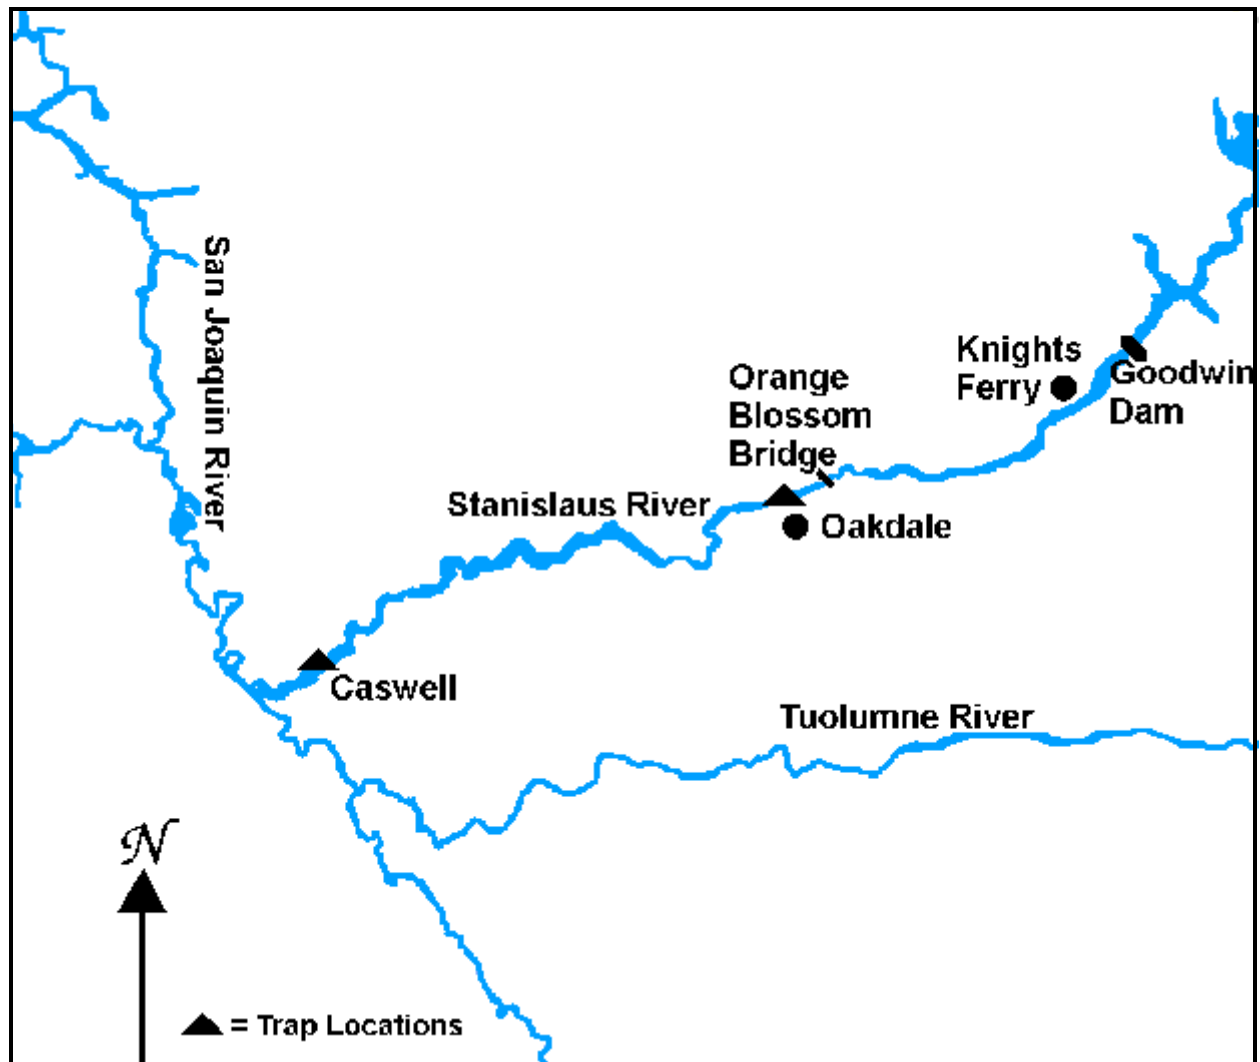 San Joaquin River
Knights
Ferry
Goodwin
Dam
Orange
Blossom
Bridge
Stanislaus River
Oakdale
Caswell
Tuolumne River
N
= Trap Locations